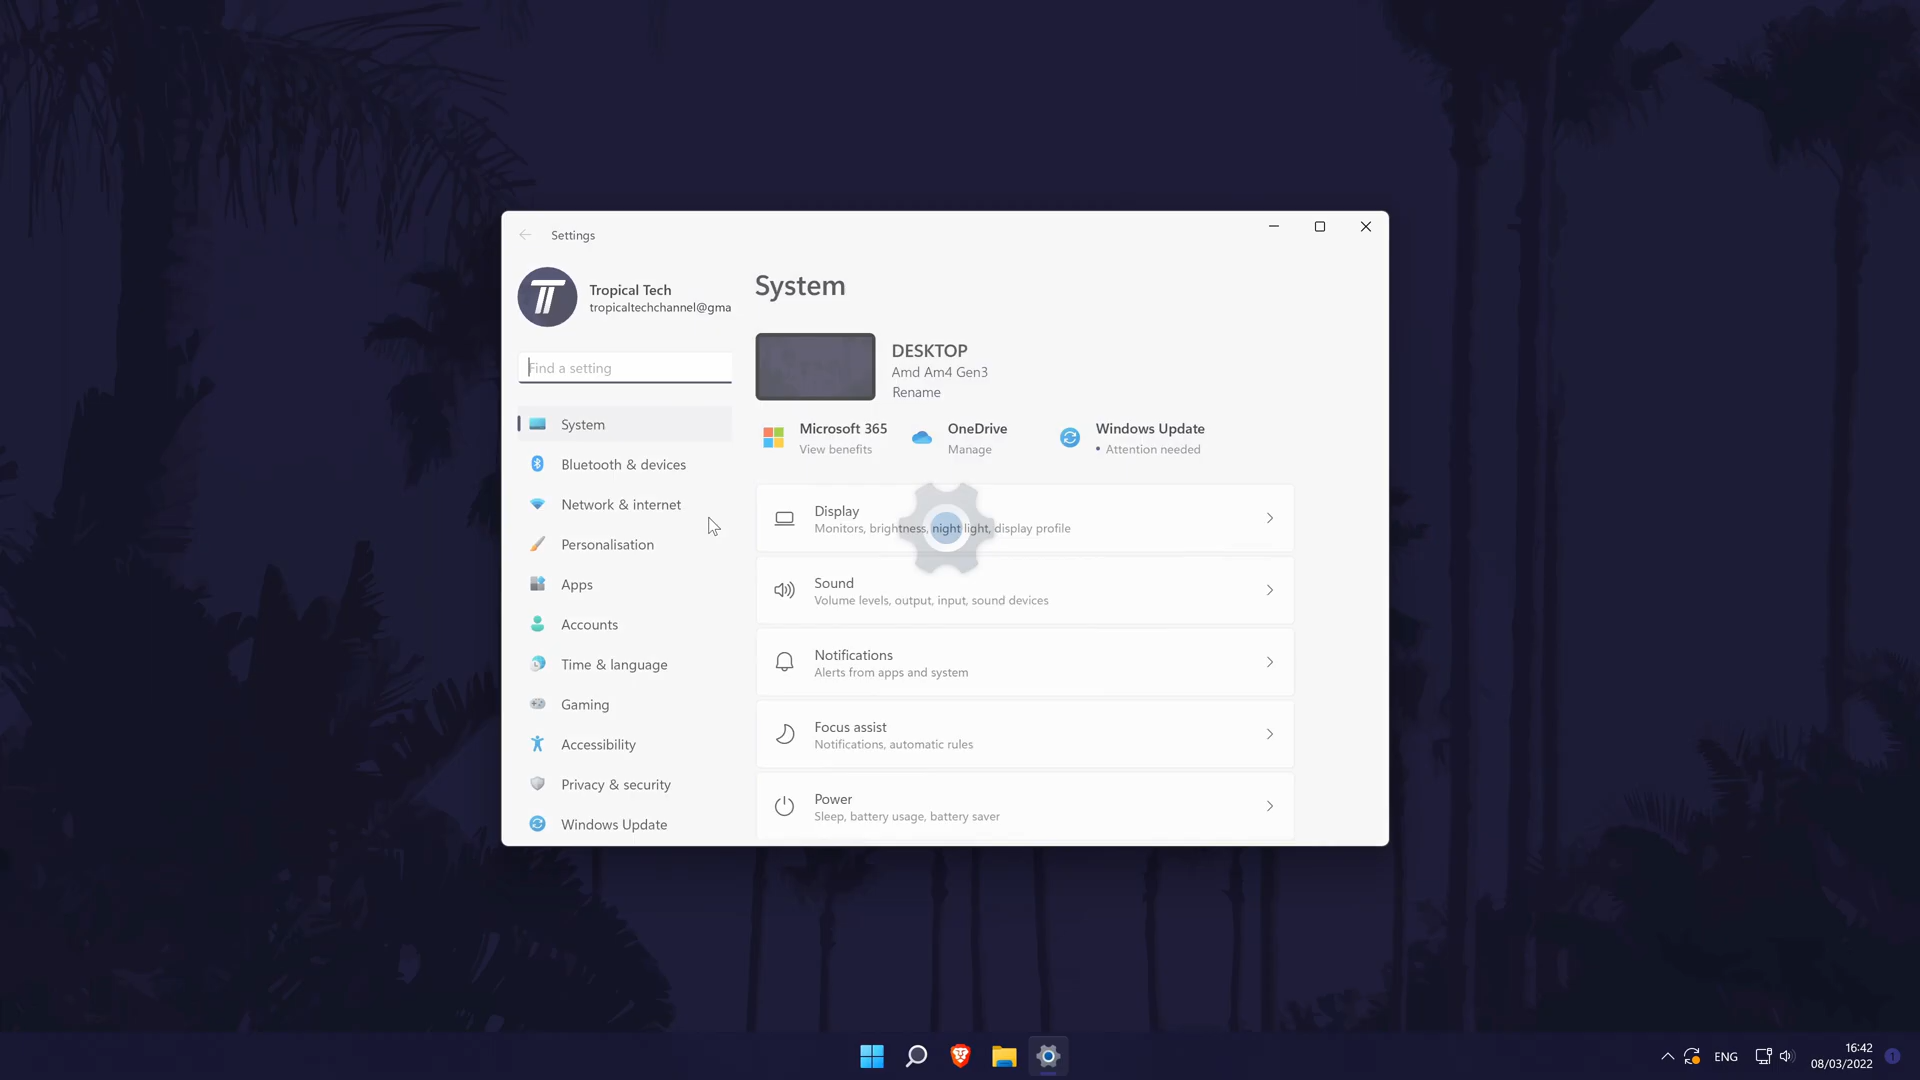 Settings
Tropical Tech
tropicaltechchannel@gma
Find a setting
System
Bluetooth & devices
Network & internet
Personalisation
Apps
Accounts
Time & language
Gaming
Accessibility
Privacy & security
Windows Update
System
DESKTOP
Amd Am4 Gen3
Rename
Microsoft 365
View benefits
OneDrive
Manage
Windows Update
• Attention needed
Display
Monitors, brightness, night light, display profile
Sound
Volume levels, output, input, sound devices
Notifications
Alerts from apps and system
Focus assist
Notifications, automatic rules
Power
Sleep, battery usage, battery saver
ENG
16:42
08/03/2022
1